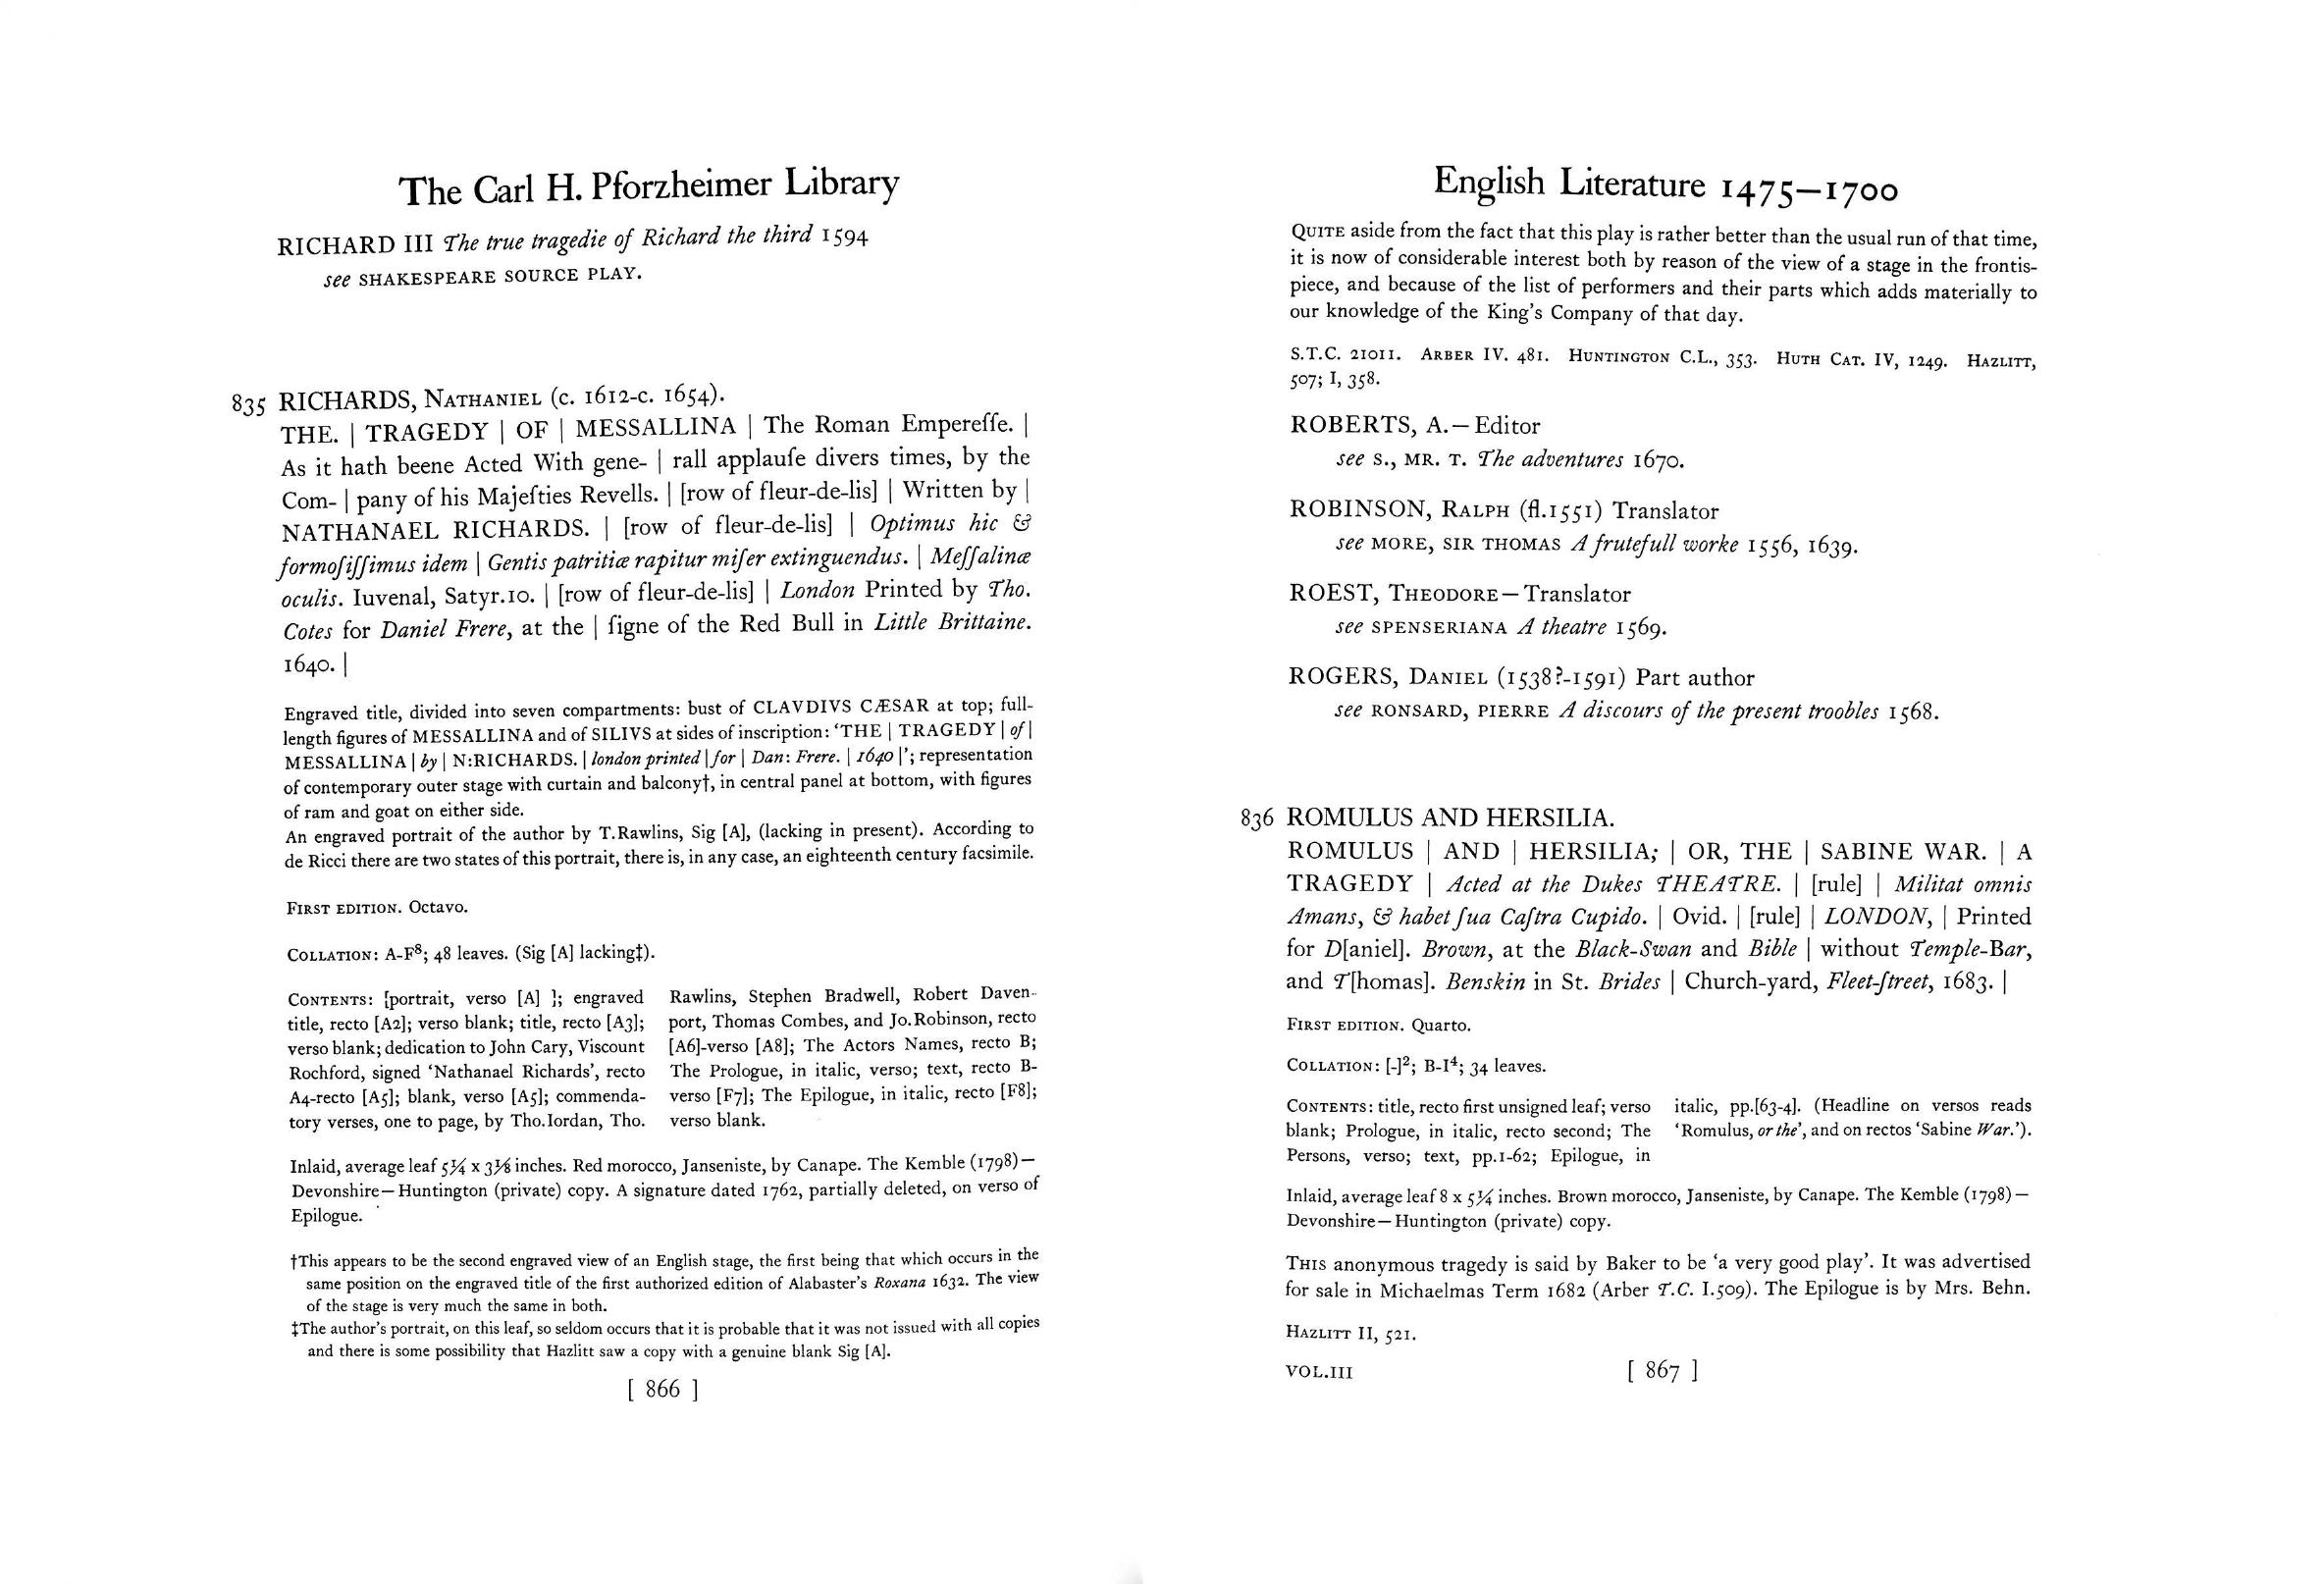 The Carl H. Pforzheimer Library
RICHARD III The true tragedie of Richard the third 1594
see SHAKESPEARE SOURCE PLAY.
835 RICHARDS, NATHANIEL (c. 1612-c. 1654).
THE. | TRAGEDY | OF | MESSALLINA | The Roman Empereſſe. |
As it hath beene Acted With gene- | rall applauſe divers times, by the
Com- | pany of his Majeſties Revells. | [row of fleur-de-lis] | Written by |
NATHANAEL RICHARDS. | [row of fleur-de-lis] | Optimus hic &
formoſiſſimus idem | Gentis patritiæ rapitur miſer extinguendus. | Meſſalinæ
oculis. Iuvenal, Satyr.10. | [row of fleur-de-lis] | London Printed by Tho.
Cotes for Daniel Frere, at the | ſigne of the Red Bull in Little Brittaine.
1640. |
Engraved title, divided into seven compartments: bust of CLAVDIVS CÆSAR at top; full-
length figures of MESSALLINA and of SILIVS at sides of inscription: ‘THE | TRAGEDY | of |
MESSALLINA | by | N:RICHARDS. | london printed | for | Dan: Frere. | 1640 |’; representation
of contemporary outer stage with curtain and balcony†, in central panel at bottom, with figures
of ram and goat on either side.
An engraved portrait of the author by T.Rawlins, Sig [A], (lacking in present). According to
de Ricci there are two states of this portrait, there is, in any case, an eighteenth century facsimile.
FIRST EDITION. Octavo.
COLLATION: A-F⁸; 48 leaves. (Sig [A] lacking‡).
CONTENTS: [portrait, verso [A] ]; engraved
title, recto [A2]; verso blank; title, recto [A3];
verso blank; dedication to John Cary, Viscount
Rochford, signed ‘Nathanael Richards’, recto
A4-recto [A5]; blank, verso [A5]; commenda-
tory verses, one to page, by Tho.Iordan, Tho.
Rawlins, Stephen Bradwell, Robert Daven-
port, Thomas Combes, and Jo.Robinson, recto
[A6]-verso [A8]; The Actors Names, recto B;
The Prologue, in italic, verso; text, recto B-
verso [F7]; The Epilogue, in italic, recto [F8];
verso blank.
Inlaid, average leaf 5¼ x 3⅛ inches. Red morocco, Janseniste, by Canape. The Kemble (1798)—
Devonshire—Huntington (private) copy. A signature dated 1762, partially deleted, on verso of
Epilogue.
†This appears to be the second engraved view of an English stage, the first being that which occurs in the
same position on the engraved title of the first authorized edition of Alabaster's Roxana 1632. The view
of the stage is very much the same in both.
‡The author's portrait, on this leaf, so seldom occurs that it is probable that it was not issued with all copies
and there is some possibility that Hazlitt saw a copy with a genuine blank Sig [A].
[ 866 ]
English Literature 1475—1700
QUITE aside from the fact that this play is rather better than the usual run of that time,
it is now of considerable interest both by reason of the view of a stage in the frontis-
piece, and because of the list of performers and their parts which adds materially to
our knowledge of the King's Company of that day.
S.T.C. 21011. ARBER IV. 481. HUNTINGTON C.L., 353. HUTH CAT. IV, 1249. HAZLITT,
507; I, 358.
ROBERTS, A.—Editor
see S., MR. T. The adventures 1670.
ROBINSON, RALPH (fl.1551) Translator
see MORE, SIR THOMAS A frutefull worke 1556, 1639.
ROEST, THEODORE—Translator
see SPENSERIANA A theatre 1569.
ROGERS, DANIEL (1538?-1591) Part author
see RONSARD, PIERRE A discours of the present troobles 1568.
836 ROMULUS AND HERSILIA.
ROMULUS | AND | HERSILIA; | OR, THE | SABINE WAR. | A
TRAGEDY | Acted at the Dukes THEATRE. | [rule] | Militat omnis
Amans, & habet ſua Caſtra Cupido. | Ovid. | [rule] | LONDON, | Printed
for D[aniel]. Brown, at the Black-Swan and Bible | without Temple-Bar,
and T[homas]. Benskin in St. Brides | Church-yard, Fleet-ſtreet, 1683. |
FIRST EDITION. Quarto.
COLLATION: [-]²; B-I⁴; 34 leaves.
CONTENTS: title, recto first unsigned leaf; verso
blank; Prologue, in italic, recto second; The
Persons, verso; text, pp.1-62; Epilogue, in
italic, pp.[63-4]. (Headline on versos reads
‘Romulus, or the’, and on rectos ‘Sabine War.’).
Inlaid, average leaf 8 x 5¼ inches. Brown morocco, Janseniste, by Canape. The Kemble (1798)—
Devonshire—Huntington (private) copy.
THIS anonymous tragedy is said by Baker to be ‘a very good play’. It was advertised
for sale in Michaelmas Term 1682 (Arber T.C. I.509). The Epilogue is by Mrs. Behn.
HAZLITT II, 521.
VOL.III
[ 867 ]